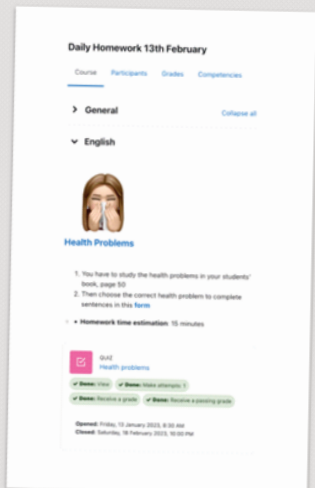 Daily Homework 13th February
Course Participants Grades Competencies
General Collapse all
English
Health Problems
1. You have to study the health problems in your students'
book, page 50
2. Then choose the correct health problem to complete
sentences in this form
• Homework time estimation: 15 minutes
QUIZ
Health problems
Done: View Done: Make attempts: 1
Done: Receive a grade Done: Receive a passing grade
Opened: Friday, 13 January 2023, 8:30 AM
Closed: Saturday, 18 February 2023, 10:00 PM